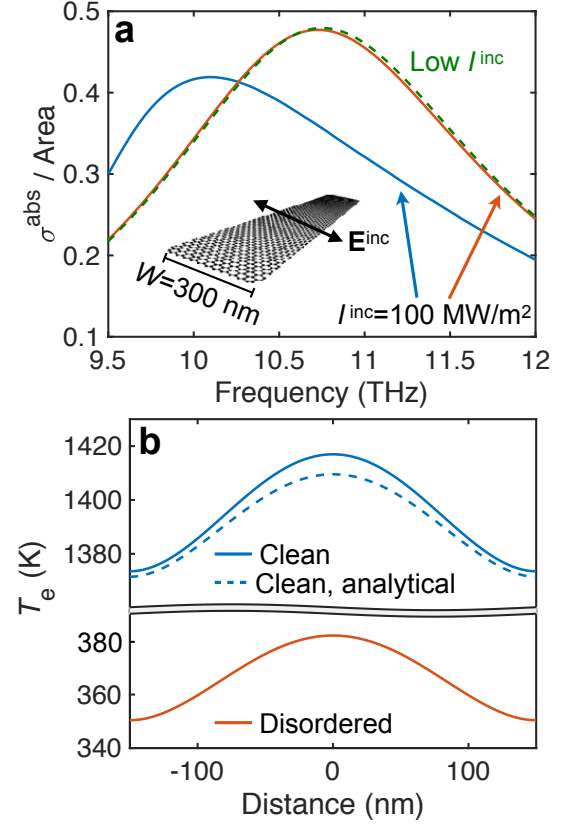 a
0.5
0.4
0.3
0.2
0.1
σ^abs / Area
Low I^inc
E^inc
W=300 nm
I^inc=100 MW/m²
9.5 10 10.5 11 11.5 12
Frequency (THz)
b
1420
1400
1380
380
360
340
T_e (K)
Clean
Clean, analytical
Disordered
-100 0 100
Distance (nm)